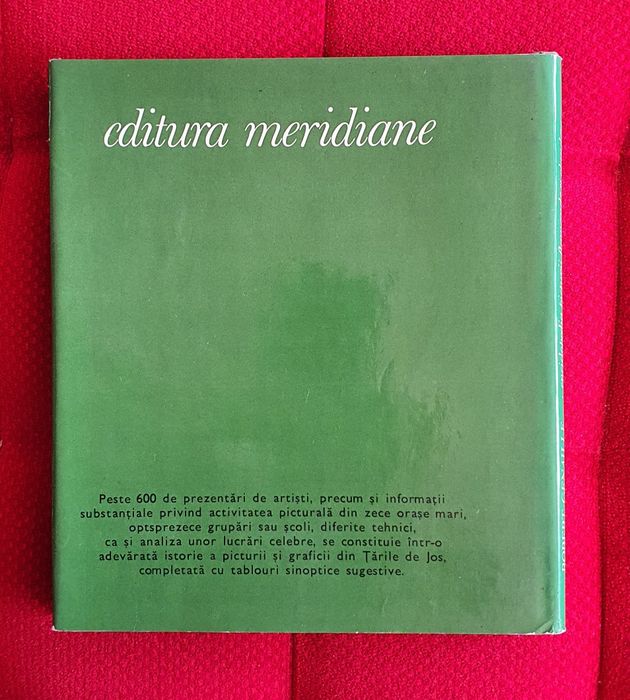 editura meridiane
Peste 600 de prezentări de artiști, precum și informații
substanțiale privind activitatea picturală din zece orașe mari,
optsprezece grupări sau școli, diferite tehnici,
ca și analiza unor lucrări celebre, se constituie într-o
adevărată istorie a picturii și graficii din Țările de Jos,
completată cu tablouri sinoptice sugestive.